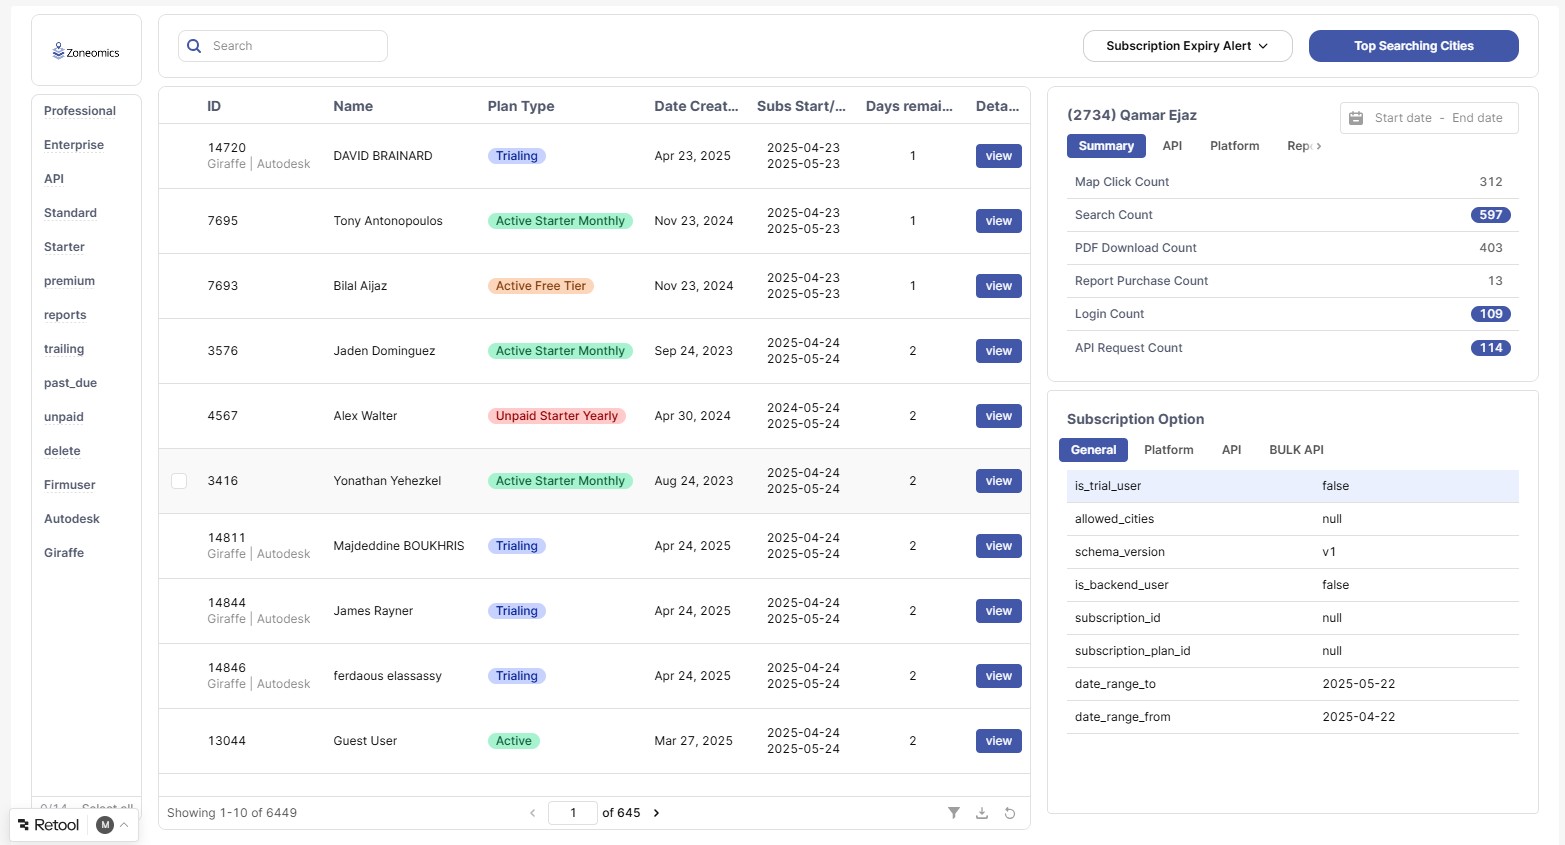 Zoneomics
Search
Subscription Expiry Alert
Top Searching Cities
Professional
Enterprise
API
Standard
Starter
premium
reports
trailing
past_due
unpaid
delete
Firmuser
Autodesk
Giraffe
0/14 Select all
Retool M
ID Name Plan Type Date Creat... Subs Start/... Days remai... Deta...
14720
Giraffe | Autodesk
DAVID BRAINARD Trialing Apr 23, 2025
2025-04-23
2025-05-23
1 view
7695 Tony Antonopoulos Active Starter Monthly Nov 23, 2024
2025-04-23
2025-05-23
1 view
7693 Bilal Aijaz Active Free Tier Nov 23, 2024
2025-04-23
2025-05-23
1 view
3576 Jaden Dominguez Active Starter Monthly Sep 24, 2023
2025-04-24
2025-05-24
2 view
4567 Alex Walter Unpaid Starter Yearly Apr 30, 2024
2024-05-24
2025-05-24
2 view
3416 Yonathan Yehezkel Active Starter Monthly Aug 24, 2023
2025-04-24
2025-05-24
2 view
14811
Giraffe | Autodesk
Majdeddine BOUKHRIS Trialing Apr 24, 2025
2025-04-24
2025-05-24
2 view
14844
Giraffe | Autodesk
James Rayner Trialing Apr 24, 2025
2025-04-24
2025-05-24
2 view
14846
Giraffe | Autodesk
ferdaous elassassy Trialing Apr 24, 2025
2025-04-24
2025-05-24
2 view
13044 Guest User Active Mar 27, 2025
2025-04-24
2025-05-24
2 view
Showing 1-10 of 6449
1 of 645
(2734) Qamar Ejaz
Start date - End date
Summary API Platform Rep
Map Click Count 312
Search Count 597
PDF Download Count 403
Report Purchase Count 13
Login Count 109
API Request Count 114
Subscription Option
General Platform API BULK API
is_trial_user false
allowed_cities null
schema_version v1
is_backend_user false
subscription_id null
subscription_plan_id null
date_range_to 2025-05-22
date_range_from 2025-04-22